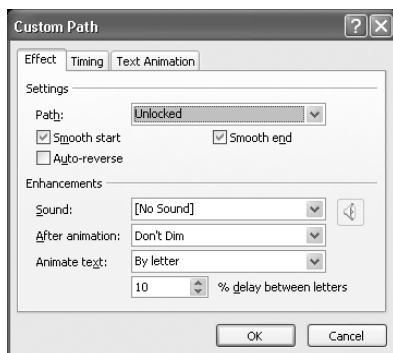 Custom Path
Effect Timing Text Animation
Settings
Path: Unlocked
Smooth start Smooth end
Auto-reverse
Enhancements
Sound: [No Sound]
After animation: Don't Dim
Animate text: By letter
10 % delay between letters
OK Cancel